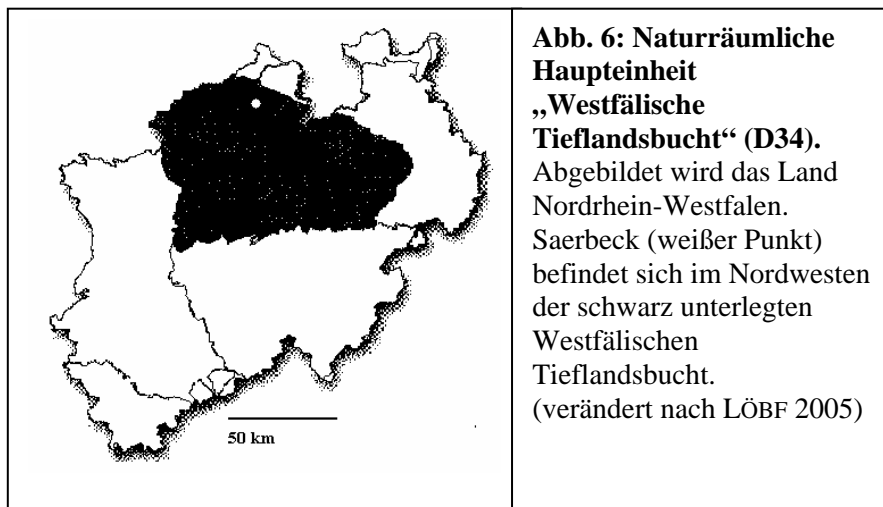 Abb. 6: Naturräumliche
Haupteinheit
„Westfälische
Tieflandsbucht“ (D34).
Abgebildet wird das Land
Nordrhein-Westfalen.
Saerbeck (weißer Punkt)
befindet sich im Nordwesten
der schwarz unterlegten
Westfälischen
Tieflandsbucht.
(verändert nach LÖBF 2005)
50 km